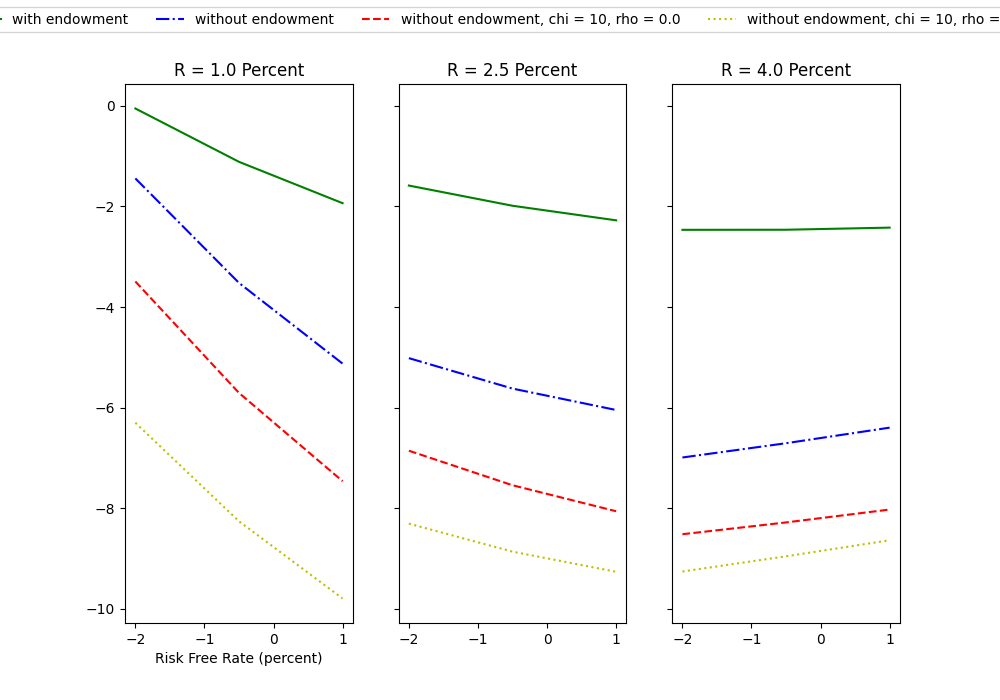 with endowment without endowment without endowment, chi = 10, rho = 0.0 without endowment, chi = 10, rho =
R = 1.0 Percent R = 2.5 Percent R = 4.0 Percent
0
−2
−4
−6
−8
−10
−2 −1 0 1 −2 −1 0 1 −2 −1 0 1
Risk Free Rate (percent)